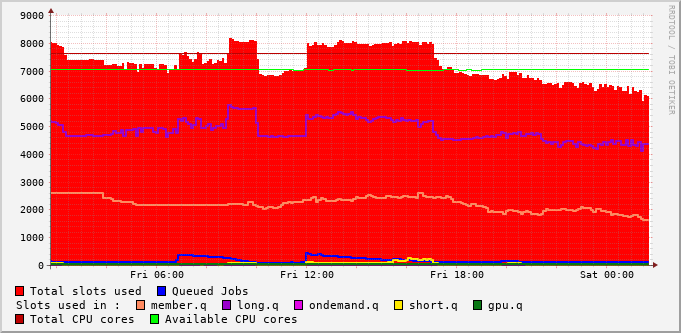 9000
8000
7000
6000
5000
4000
3000
2000
1000
0
Fri 06:00 Fri 12:00 Fri 18:00 Sat 00:00
RRDTOOL / TOBI OETIKER
Total slots used Queued Jobs
Slots used in : member.q long.q ondemand.q short.q gpu.q
Total CPU cores Available CPU cores